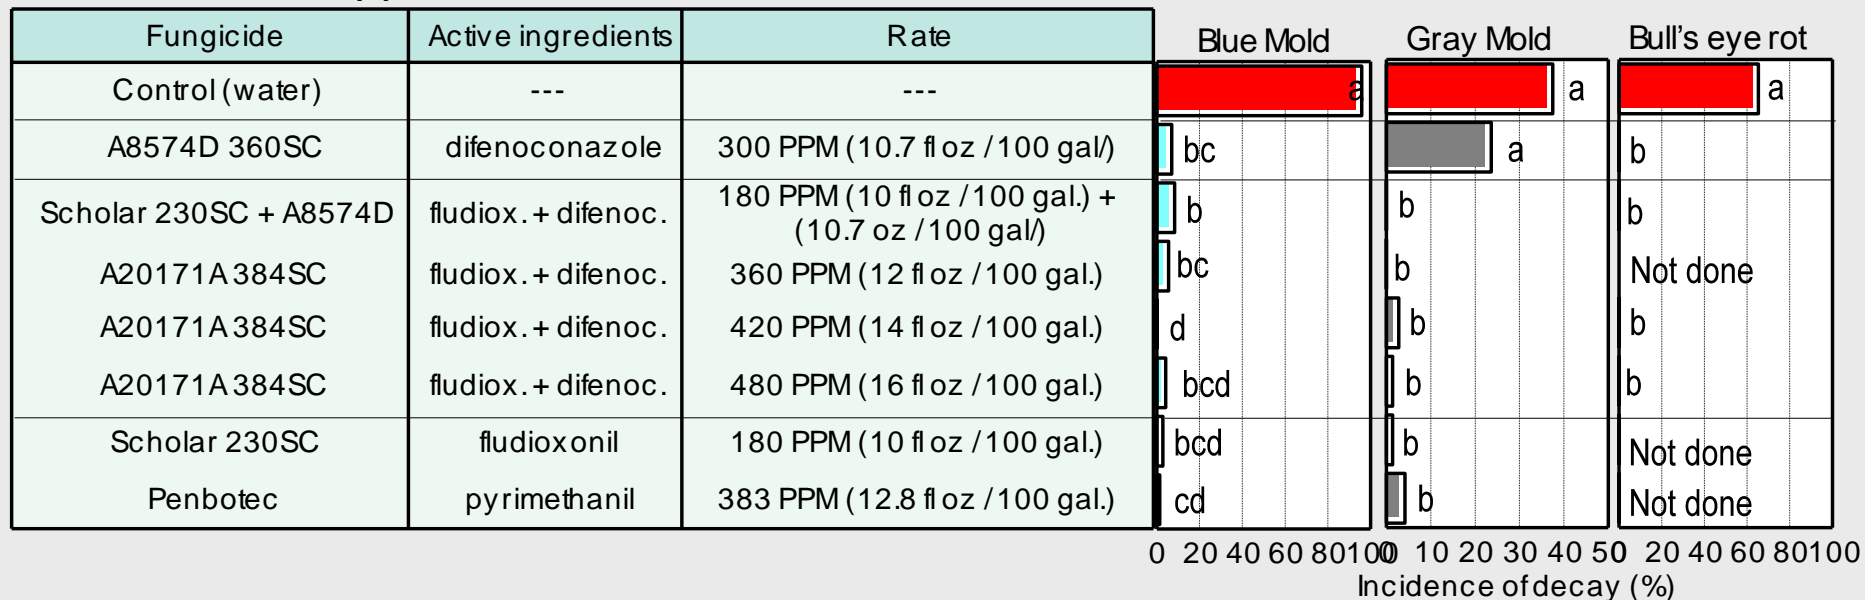 Fungicide Active ingredients Rate Blue Mold Gray Mold Bull's eye rot
Control (water) --- --- a a a
A8574D 360SC difenoconazole 300 PPM (10.7 fl oz /100 gal/) bc a b
Scholar 230SC + A8574D fludiox. + difenoc. 180 PPM (10 fl oz /100 gal.) + (10.7 oz /100 gal/) b b b
A20171A 384SC fludiox. + difenoc. 360 PPM (12 fl oz /100 gal.) bc b Not done
A20171A 384SC fludiox. + difenoc. 420 PPM (14 fl oz /100 gal.) d b b
A20171A 384SC fludiox. + difenoc. 480 PPM (16 fl oz /100 gal.) bcd b b
Scholar 230SC fludioxonil 180 PPM (10 fl oz /100 gal.) bcd b Not done
Penbotec pyrimethanil 383 PPM (12.8 fl oz /100 gal.) cd b Not done
0 20 40 60 80 100 0 10 20 30 40 50 0 20 40 60 80 100
Incidence of decay (%)